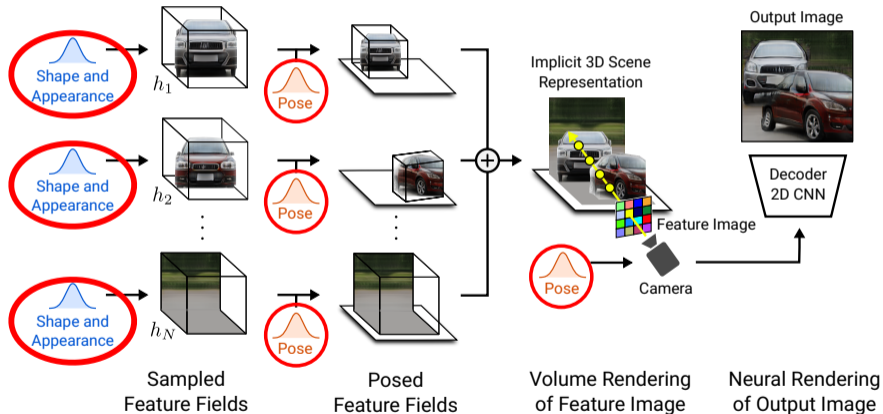 Shape and
Appearance
h₁
Pose
Shape and
Appearance
h₂
Pose
Shape and
Appearance
h_N
Pose
Implicit 3D Scene
Representation
Feature Image
Pose
Camera
Output Image
Decoder
2D CNN
Sampled
Feature Fields
Posed
Feature Fields
Volume Rendering
of Feature Image
Neural Rendering
of Output Image